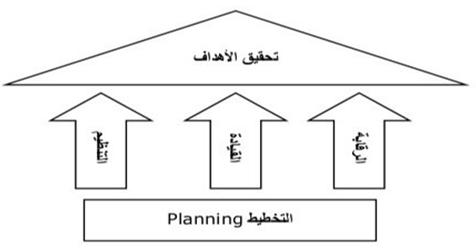 تحقيق الأهداف
التنظيم
القيادة
الرقابة
التخطيط Planning